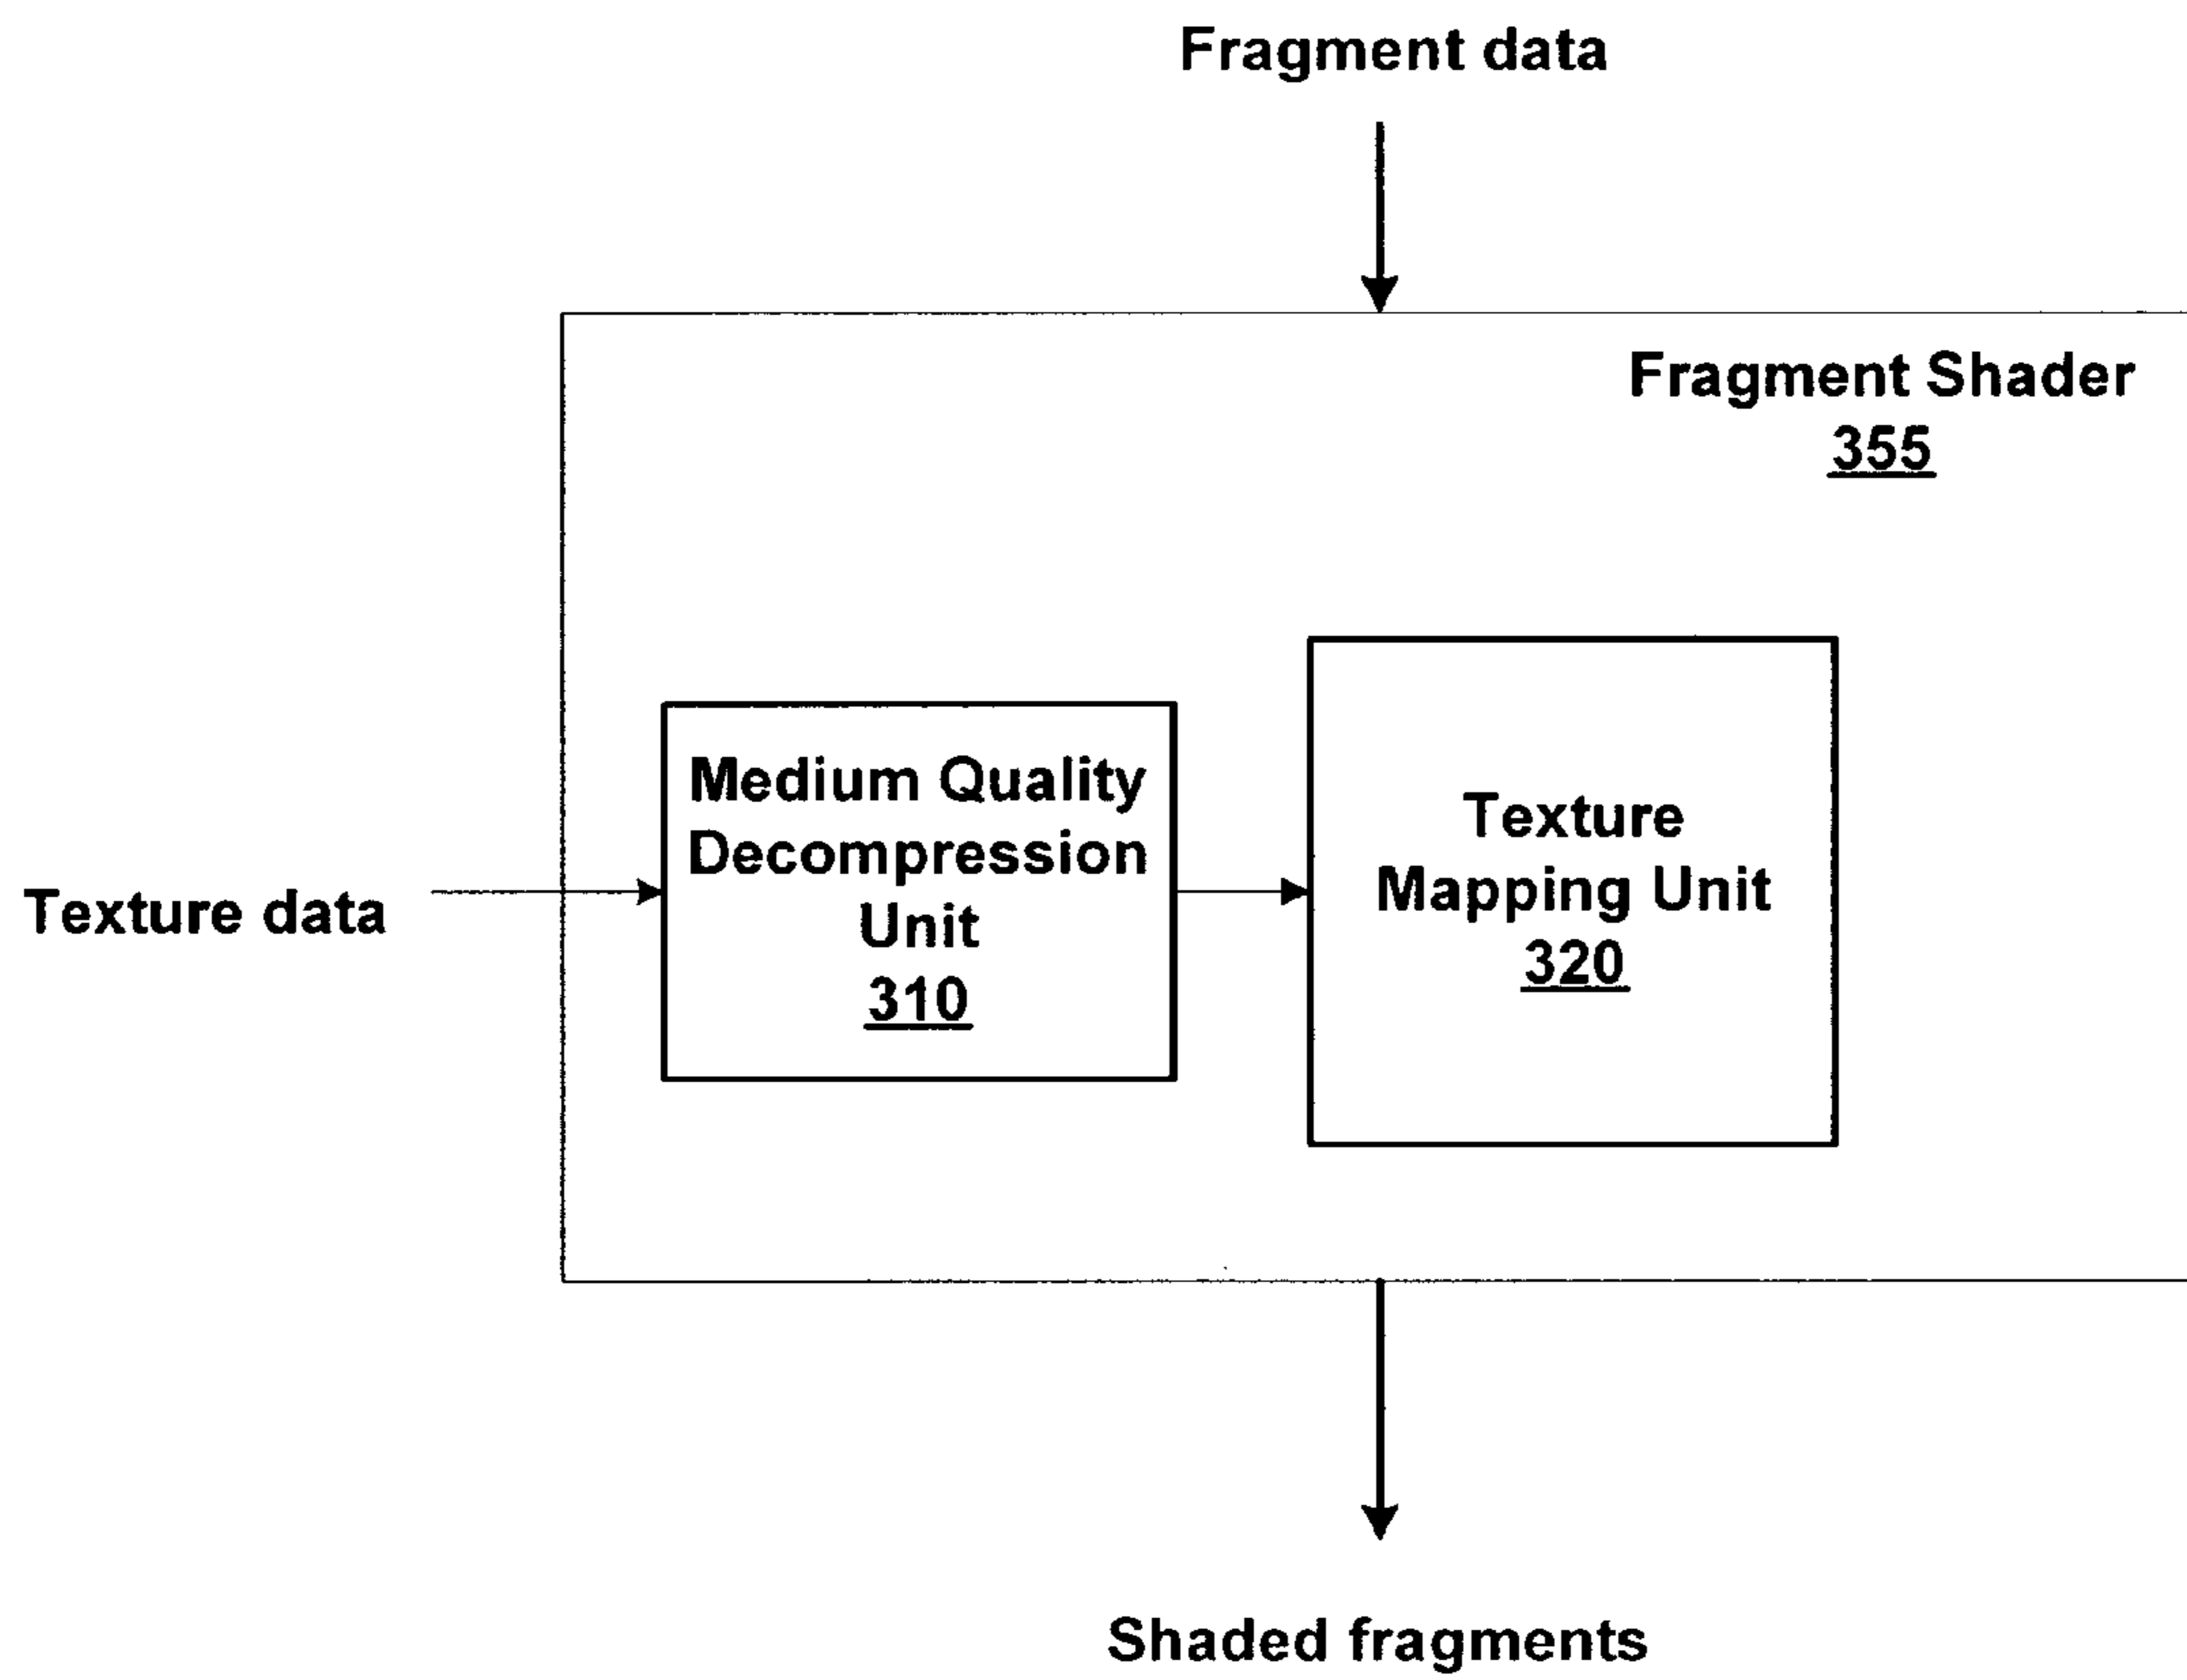 Fragment data
Fragment Shader
355
Medium Quality
Decompression
Unit
310
Texture
Mapping Unit
320
Texture data
Shaded fragments